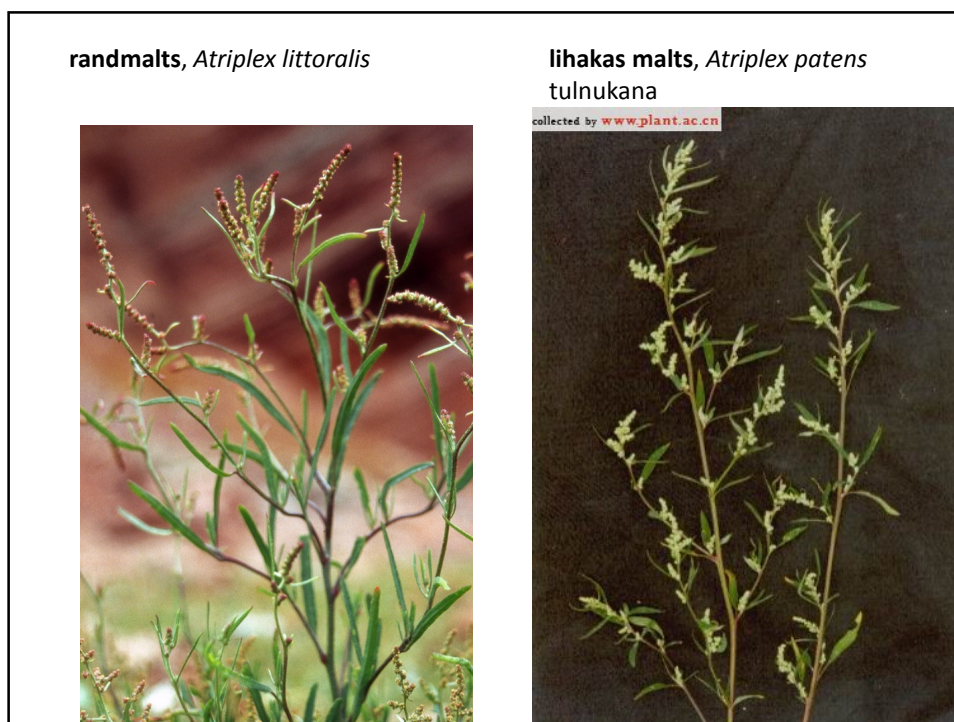 randmalts, Atriplex littoralis
lihakas malts, Atriplex patens
tulnukana
collected by www.plant.ac.cn